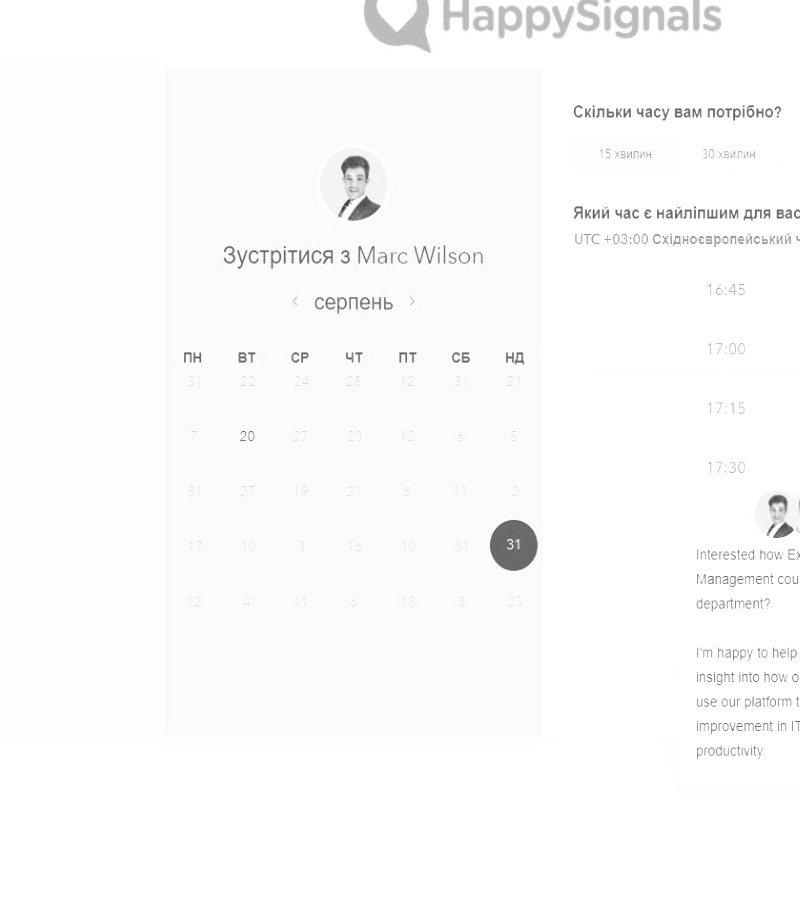 HappySignals
Зустрітися з Marc Wilson
серпень
ПН ВТ СР ЧТ ПТ СБ НД
31 22 24 28 12 31 21
7 20 27 23 12 6 5
31 27 19 21 6 11 2
17 10 3 16 10 31 31
12 4 11 6 18 8 23
Скільки часу вам потрібно?
15 хвилин 30 хвилин
Який час є найліпшим для вас
UTC +03:00 Східноєвропейський ч
16:45
17:00
17:15
17:30
Interested how Ex
Management cou
department?
I'm happy to help
insight into how o
use our platform t
improvement in IT
productivity.